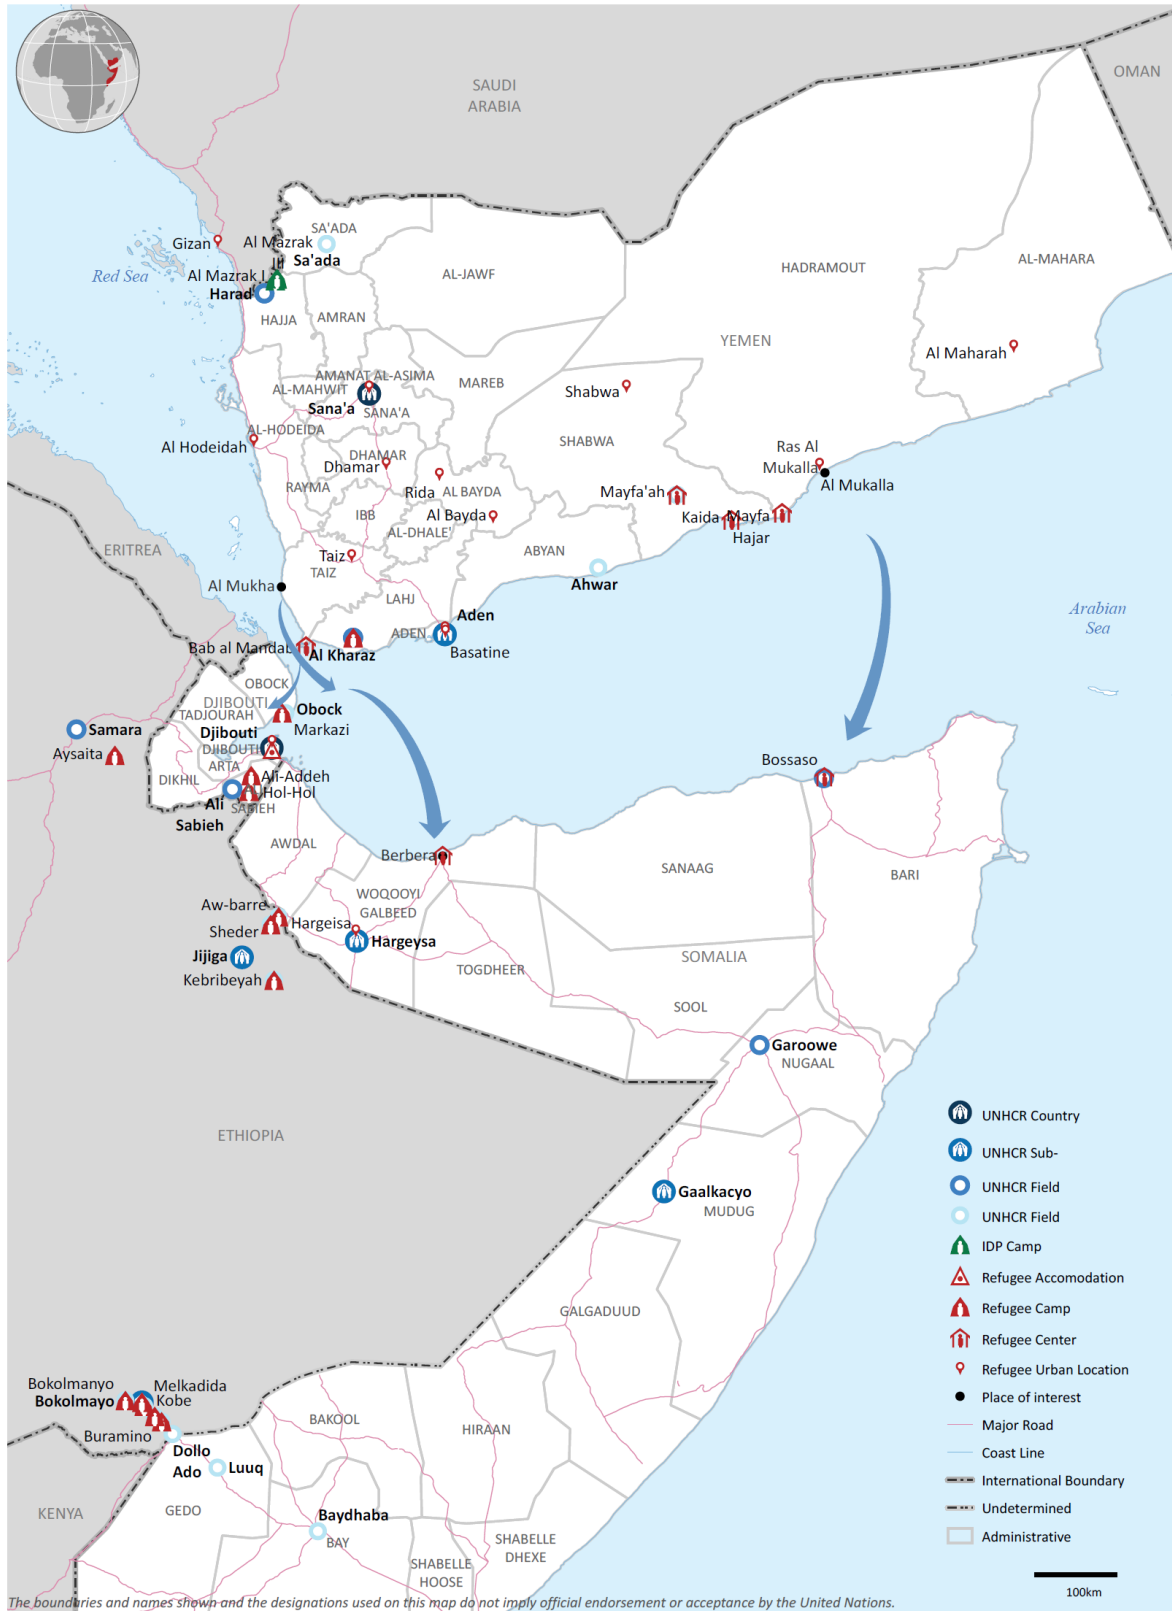 SAUDI
ARABIA
OMAN
SA'ADA
Gizan
Al Mazrak
III
Sa'ada
Red Sea
Al Mazrak I
Harad
AL-JAWF
HADRAMOUT
AL-MAHARA
HAJJA
AMRAN
YEMEN
Al Maharah
AMANAT AL-ASIMA
AL-MAHWIT
MAREB
Shabwa
Sana'a
SANA'A
AL-HODEIDA
Al Hodeidah
SHABWA
DHAMAR
Dhamar
Ras Al
Mukalla
Al Mukalla
RAYMA
Rida
AL BAYDA
Mayfa'ah
IBB
Al Bayda
AL-DHALE'
Kaida
Mayfa
Hajar
ERITREA
Taiz
TAIZ
ABYAN
Ahwar
Al Mukha
LAHJ
Aden
ADEN
Basatine
Arabian
Sea
Bab al Mandab
Al Kharaz
OBOCK
DJIBOUTI
TADJOURAH
Obock
Markazi
Samara
Djibouti
DJIBOUTI
Aysaita
ARTA
DIKHIL
Ali-Addeh
Hol-Hol
Ali
Sabieh
SABIEH
Bossaso
AWDAL
Berbera
SANAAG
BARI
WOQOOYI
GALBEED
Aw-barre
Sheder
Hargeisa
Hargeysa
Jijiga
Kebribeyah
TOGDHEER
SOMALIA
SOOL
Garoowe
NUGAAL
ETHIOPIA
Gaalkacyo
MUDUG
GALGADUUD
Bokolmanyo
Bokolmayo
Melkadida
Kobe
Buramino
BAKOOL
HIRAAN
Dollo
Ado
Luuq
KENYA
GEDO
Baydhaba
BAY
SHABELLE
DHEXE
SHABELLE
HOOSE
UNHCR Country
UNHCR Sub-
UNHCR Field
UNHCR Field
IDP Camp
Refugee Accomodation
Refugee Camp
Refugee Center
Refugee Urban Location
Place of interest
Major Road
Coast Line
International Boundary
Undetermined
Administrative
100km
The boundaries and names shown and the designations used on this map do not imply official endorsement or acceptance by the United Nations.